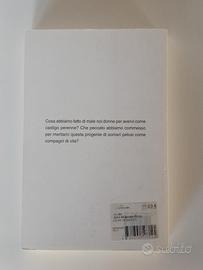 Cosa abbiamo fatto di male noi donne per avervi come
castigo perenne? Che peccato abbiamo commesso
per meritarci questa progenie di somari pelosi come
compagni di vita?
subito